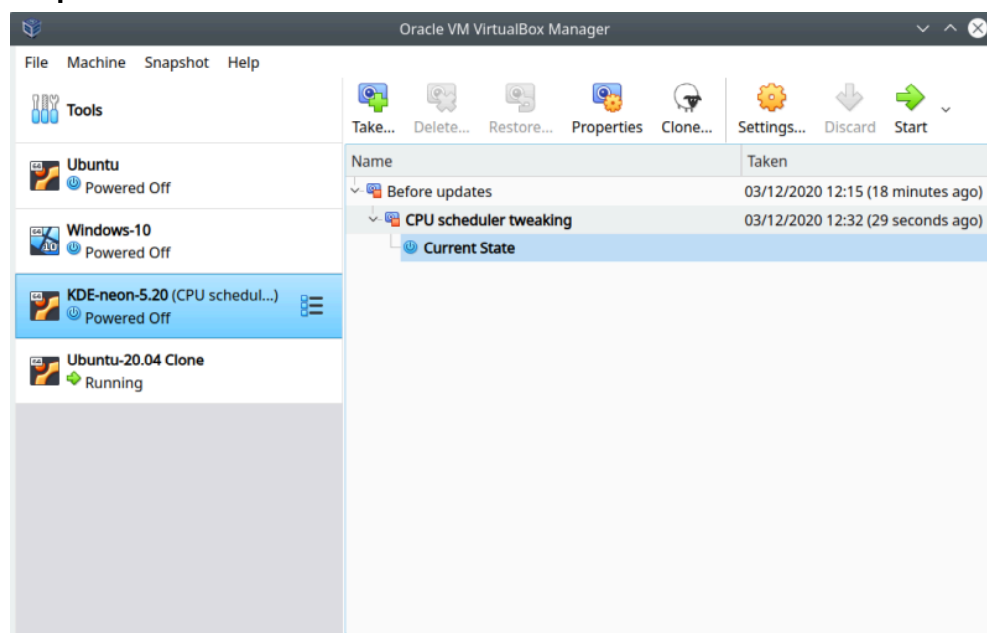 Oracle VM VirtualBox Manager
File Machine Snapshot Help
Tools
Take... Delete... Restore... Properties Clone... Settings... Discard Start
Name Taken
Ubuntu
Powered Off
Windows-10
Powered Off
KDE-neon-5.20 (CPU schedul...)
Powered Off
Ubuntu-20.04 Clone
Running
Before updates 03/12/2020 12:15 (18 minutes ago)
CPU scheduler tweaking 03/12/2020 12:32 (29 seconds ago)
Current State